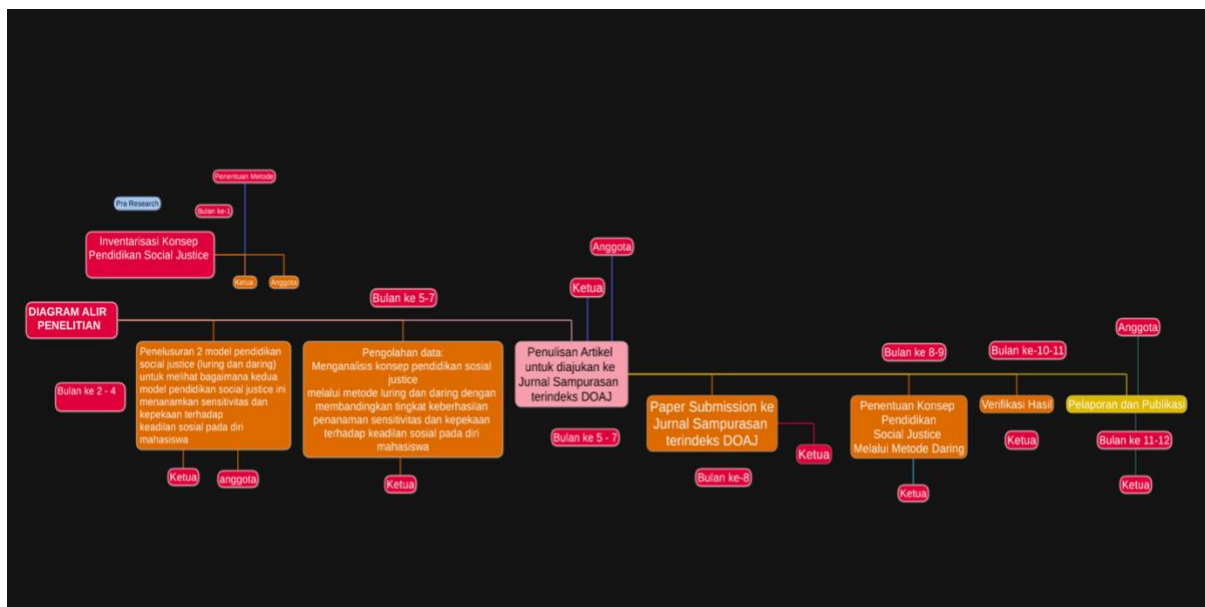 Penentuan Metode
Pra Research
Bulan ke-1
Inventarisasi Konsep
Pendidikan Social Justice
Ketua
Anggota
DIAGRAM ALIR
PENELITIAN
Bulan ke 2 - 4
Penelusuran 2 model pendidikan
social justice (luring dan daring)
untuk melihat bagaimana kedua
model pendidikan social justice ini
menanamkan sensitivitas dan
kepekaan terhadap
keadilan sosial pada diri
mahasiswa
Ketua
anggota
Bulan ke 5-7
Pengolahan data:
Menganalisis konsep pendidikan sosial
justice
melalui metode luring dan daring dengan
membandingkan tingkat keberhasilan
penanaman sensitivitas dan kepekaan
terhadap keadilan sosial pada diri
mahasiswa
Ketua
Anggota
Ketua
Penulisan Artikel
untuk diajukan ke
Jurnal Sampurasan
terindeks DOAJ
Bulan ke 5 - 7
Paper Submission ke
Jurnal Sampurasan
terindeks DOAJ
Ketua
Bulan ke-8
Bulan ke 8-9
Penentuan Konsep
Pendidikan
Social Justice
Melalui Metode Daring
Ketua
Bulan ke-10-11
Verifikasi Hasil
Ketua
Anggota
Pelaporan dan Publikasi
Bulan ke 11-12
Ketua